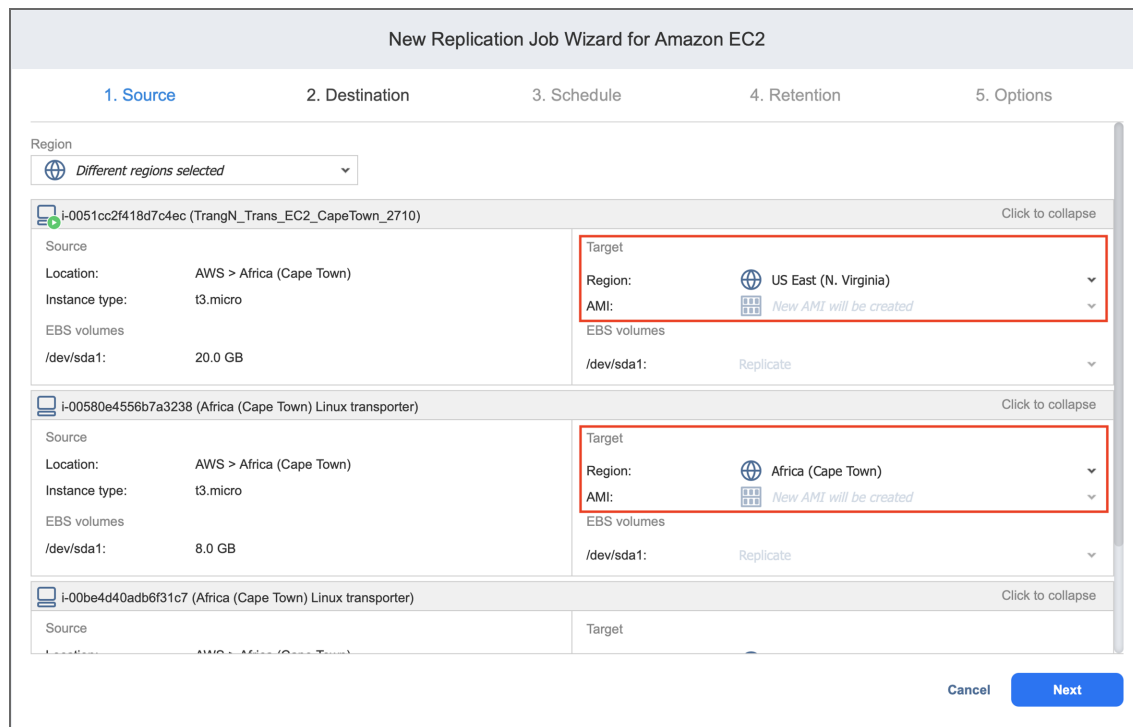 New Replication Job Wizard for Amazon EC2
1. Source 2. Destination 3. Schedule 4. Retention 5. Options
Region
Different regions selected
i-0051cc2f418d7c4ec (TrangN_Trans_EC2_CapeTown_2710) Click to collapse
Source Target
Location: AWS > Africa (Cape Town) Region: US East (N. Virginia)
Instance type: t3.micro AMI: New AMI will be created
EBS volumes EBS volumes
/dev/sda1: 20.0 GB /dev/sda1: Replicate
i-00580e4556b7a3238 (Africa (Cape Town) Linux transporter) Click to collapse
Source Target
Location: AWS > Africa (Cape Town) Region: Africa (Cape Town)
Instance type: t3.micro AMI: New AMI will be created
EBS volumes EBS volumes
/dev/sda1: 8.0 GB /dev/sda1: Replicate
i-00be4d40adb6f31c7 (Africa (Cape Town) Linux transporter) Click to collapse
Source Target
Location: AWS > Africa (Cape Town)
Cancel Next